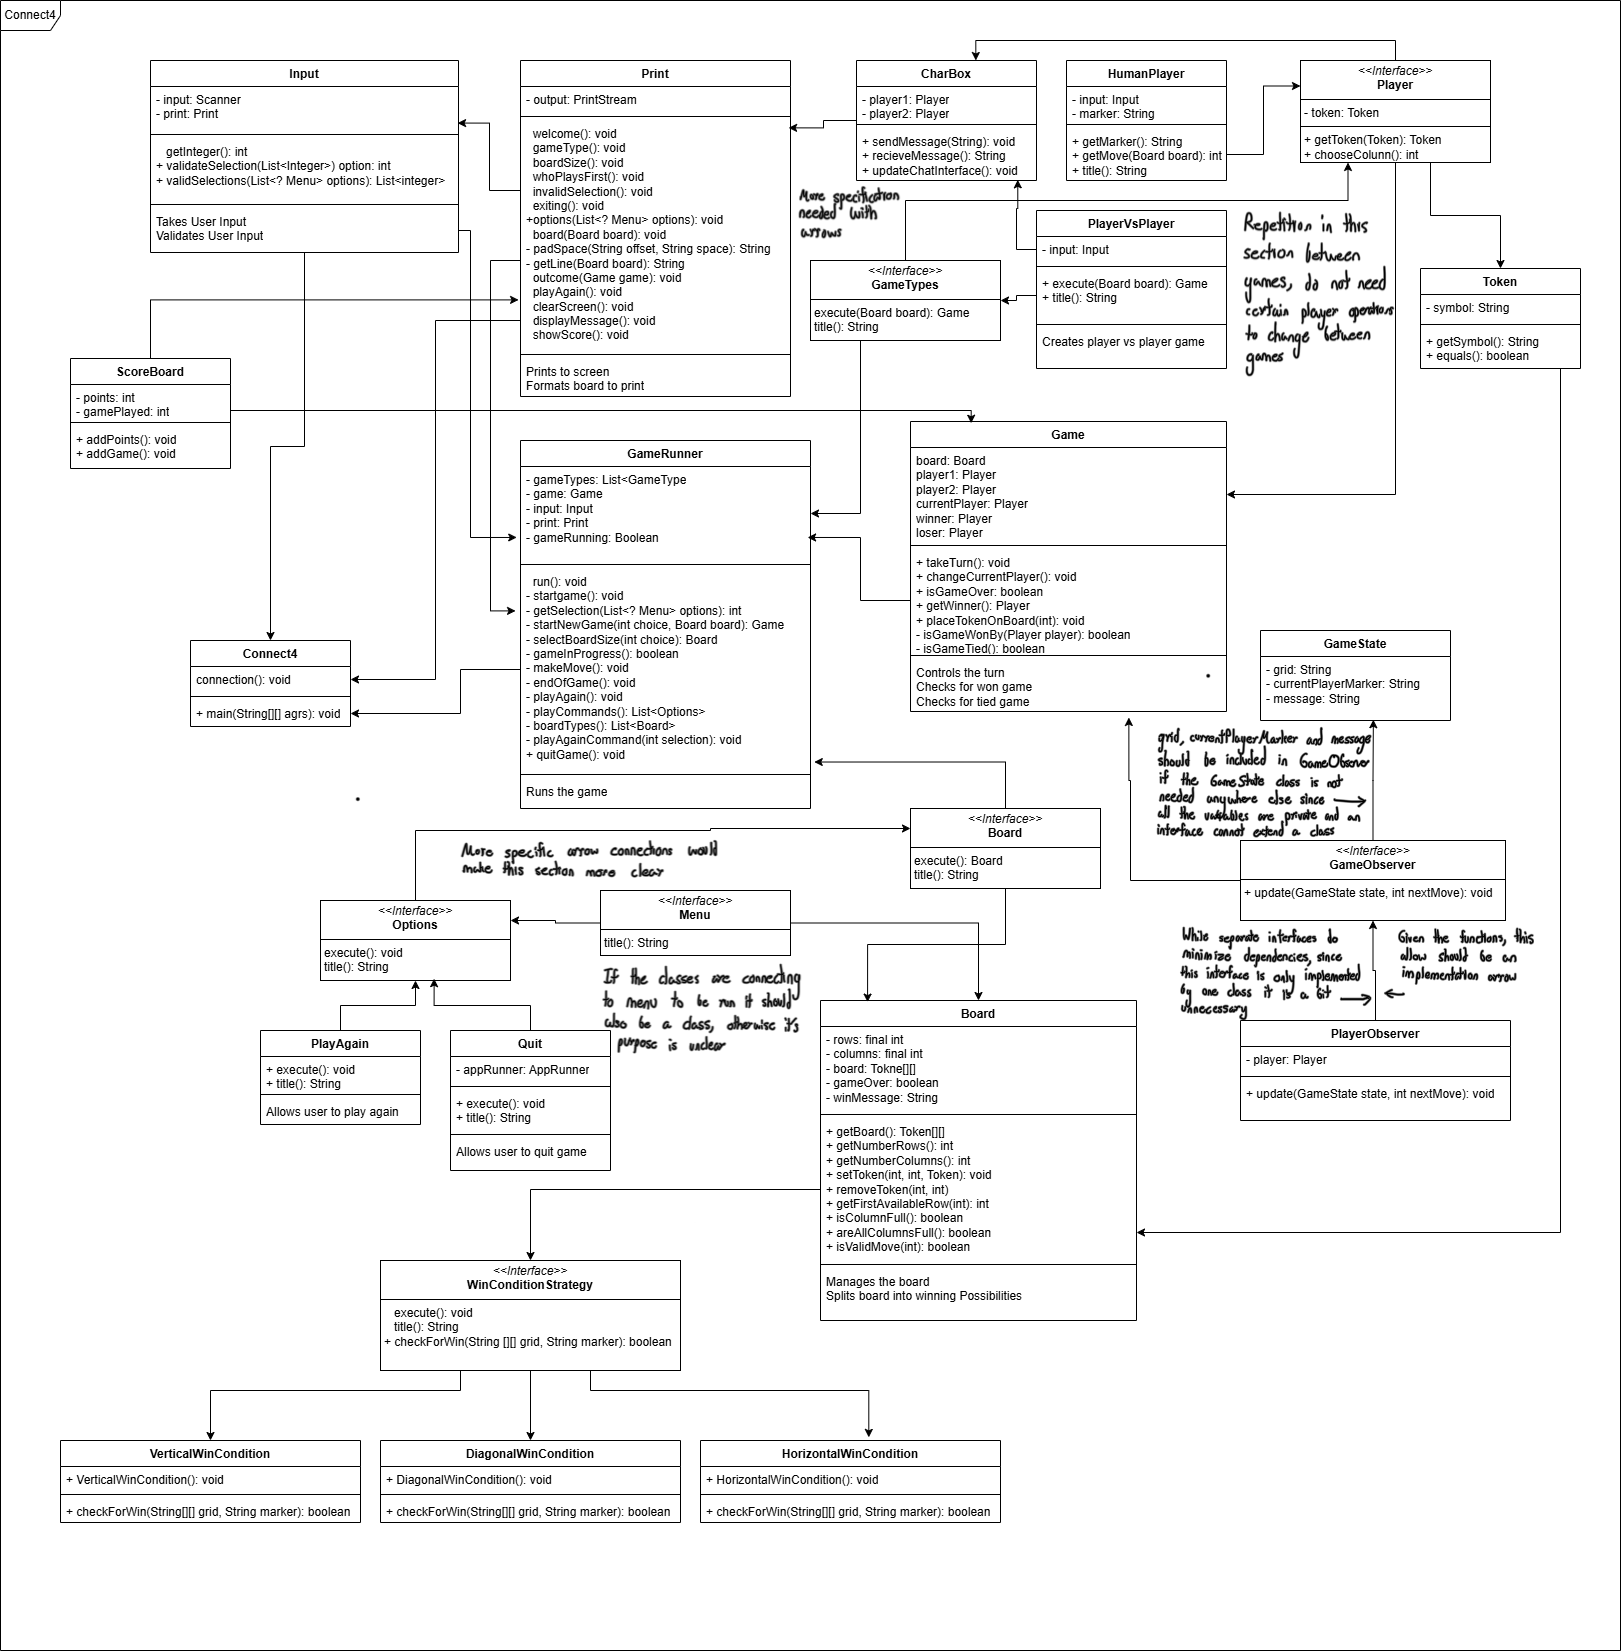 Connect4
Input
- input: Scanner
- print: Print
getInteger(): int
+ validateSelection(List<Integer>) option: int
+ validSelections(List<? Menu> options): List<integer>
Takes User Input
Validates User Input
Print
- output: PrintStream
welcome(): void
gameType(): void
boardSize(): void
whoPlaysFirst(): void
invalidSelection(): void
exiting(): void
+options(List<? Menu> options): void
board(Board board): void
- padSpace(String offset, String space): String
- getLine(Board board): String
outcome(Game game): void
playAgain(): void
clearScreen(): void
displayMessage(): void
showScore(): void
Prints to screen
Formats board to print
CharBox
- player1: Player
- player2: Player
+ sendMessage(String): void
+ recieveMessage(): String
+ updateChatInterface(): void
HumanPlayer
- input: Input
- marker: String
+ getMarker(): String
+ getMove(Board board): int
+ title(): String
<<Interface>>
Player
- token: Token
+ getToken(Token): Token
+ chooseColunn(): int
More specification
needed with
arrows
PlayerVsPlayer
- input: Input
+ execute(Board board): Game
+ title(): String
Creates player vs player game
Repetition in this
section between
games, do not need
certain player operations
to change between
games
<<Interface>>
GameTypes
execute(Board board): Game
title(): String
Token
- symbol: String
+ getSymbol(): String
+ equals(): boolean
ScoreBoard
- points: int
- gamePlayed: int
+ addPoints(): void
+ addGame(): void
GameRunner
- gameTypes: List<GameType
- game: Game
- input: Input
- print: Print
- gameRunning: Boolean
run(): void
- startgame(): void
- getSelection(List<? Menu> options): int
- startNewGame(int choice, Board board): Game
- selectBoardSize(int choice): Board
- gameInProgress(): boolean
- makeMove(): void
- endOfGame(): void
- playAgain(): void
- playCommands(): List<Options>
- boardTypes(): List<Board>
- playAgainCommand(int selection): void
+ quitGame(): void
Runs the game
Game
board: Board
player1: Player
player2: Player
currentPlayer: Player
winner: Player
loser: Player
+ takeTurn(): void
+ changeCurrentPlayer(): void
+ isGameOver: boolean
+ getWinner(): Player
+ placeTokenOnBoard(int): void
- isGameWonBy(Player player): boolean
- isGameTied(): boolean
Controls the turn
Checks for won game
Checks for tied game
Connect4
connection(): void
+ main(String[][] agrs): void
GameState
- grid: String
- currentPlayerMarker: String
- message: String
grid, currentPlayerMarker and message
should be included in GameObserver
if the GameState class is not
needed anywhere else since
all the variables are private and an
interface cannot extend a class
<<Interface>>
Board
execute(): Board
title(): String
<<Interface>>
GameObserver
+ update(GameState state, int nextMove): void
More specific arrow connections would
make this section more clear
<<Interface>>
Options
execute(): void
title(): String
<<Interface>>
Menu
title(): String
If the classes are connecting
to menu to be run it should
also be a class, otherwise it's
purpose is unclear
While separate interfaces do
minimize dependencies, since
this interface is only implemented
by one class it is a bit
unnecessary
Given the functions, this
allow should be an
implementation arrow
PlayAgain
+ execute(): void
+ title(): String
Allows user to play again
Quit
- appRunner: AppRunner
+ execute(): void
+ title(): String
Allows user to quit game
Board
- rows: final int
- columns: final int
- board: Tokne[][]
- gameOver: boolean
- winMessage: String
+ getBoard(): Token[][]
+ getNumberRows(): int
+ getNumberColumns(): int
+ setToken(int, int, Token): void
+ removeToken(int, int)
+ getFirstAvailableRow(int): int
+ isColumnFull(): boolean
+ areAllColumnsFull(): boolean
+ isValidMove(int): boolean
Manages the board
Splits board into winning Possibilities
PlayerObserver
- player: Player
+ update(GameState state, int nextMove): void
<<Interface>>
WinConditionStrategy
execute(): void
title(): String
+ checkForWin(String [][] grid, String marker): boolean
VerticalWinCondition
+ VerticalWinCondition(): void
+ checkForWin(String[][] grid, String marker): boolean
DiagonalWinCondition
+ DiagonalWinCondition(): void
+ checkForWin(String[][] grid, String marker): boolean
HorizontalWinCondition
+ HorizontalWinCondition(): void
+ checkForWin(String[][] grid, String marker): boolean